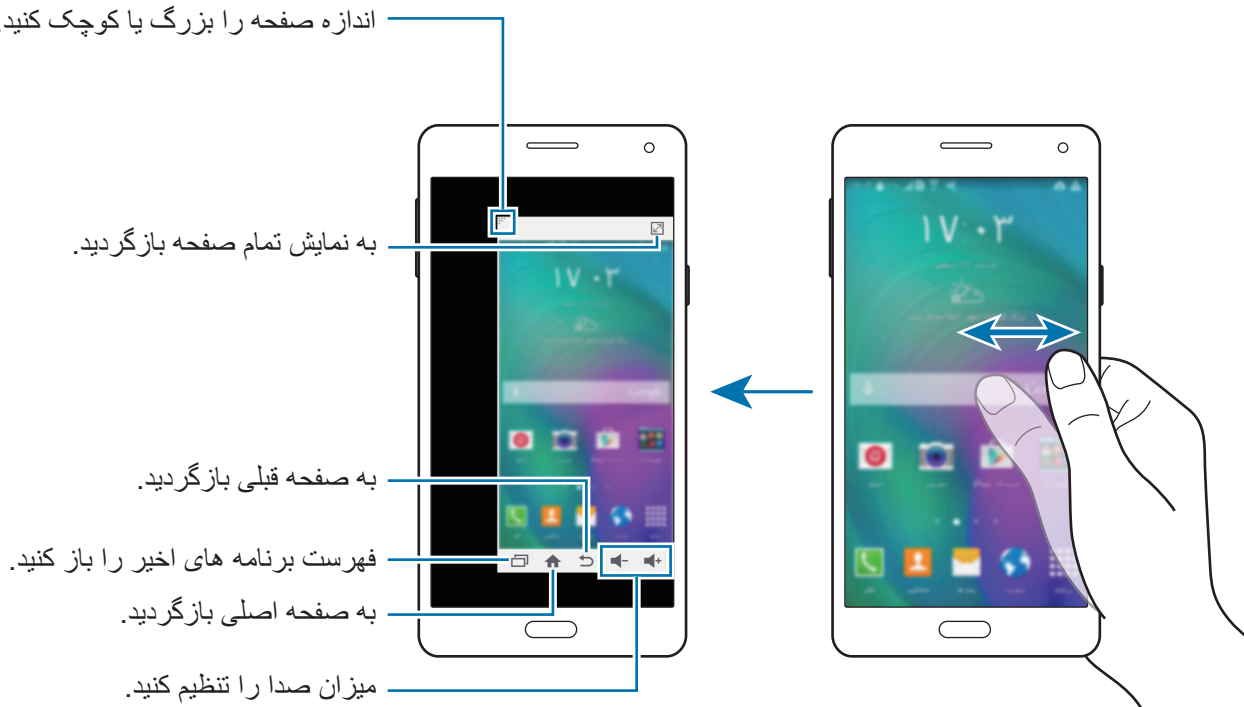 اندازه صفحه را بزرگ یا کوچک کنید.
به نمایش تمام صفحه بازگردید.
۱۷:۰۳
۱۷:۰۳
به صفحه قبلی بازگردید.
فهرست برنامه های اخیر را باز کنید.
به صفحه اصلی بازگردید.
میزان صدا را تنظیم کنید.